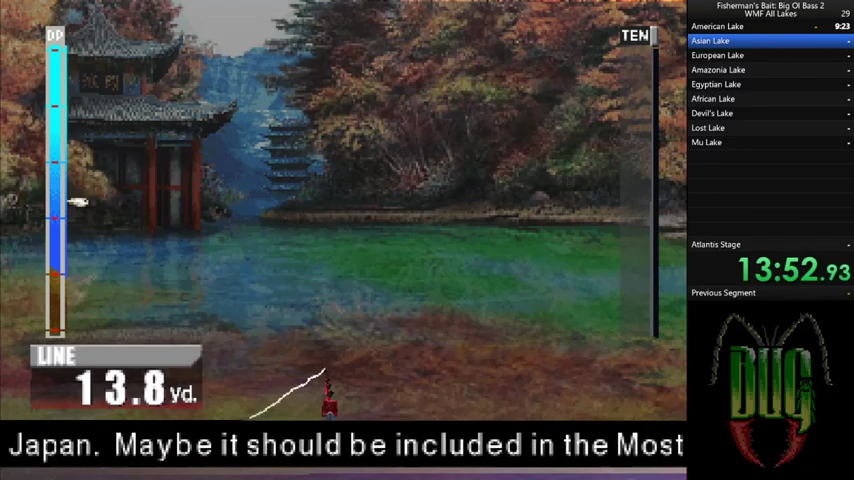 Fisherman's Bait: Big Ol Bass 2
WMF All Lakes 29
American Lake - 9:23
Asian Lake -
European Lake -
Amazonia Lake -
Egyptian Lake -
African Lake -
Devil's Lake -
Lost Lake -
Mu Lake -
Atlantis Stage -
13:52.93
Previous Segment -
DP
TEN
LINE
13.8 yd.
Japan. Maybe it should be included in the Most
BUG